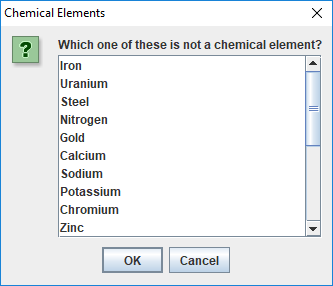 Chemical Elements
?
Which one of these is not a chemical element?
Iron
Uranium
Steel
Nitrogen
Gold
Calcium
Sodium
Potassium
Chromium
Zinc
OK
Cancel